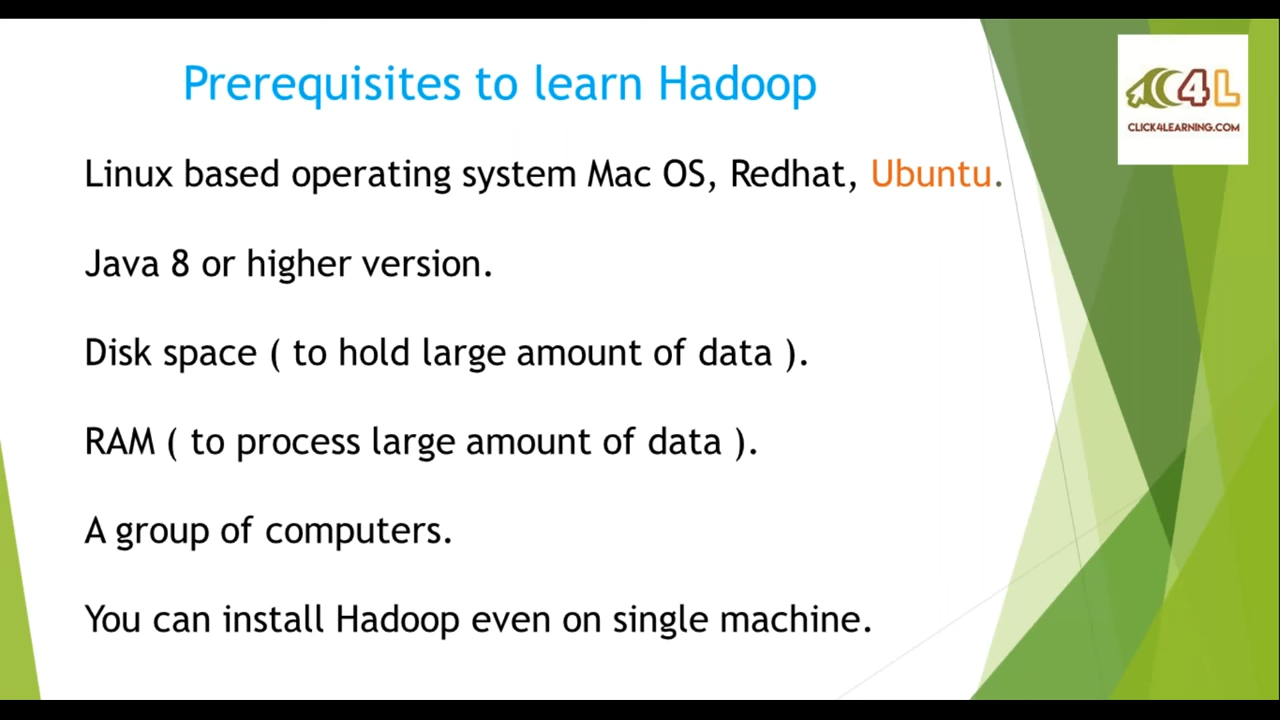 Prerequisites to learn Hadoop
C4L
CLICK4LEARNING.COM
Linux based operating system Mac OS, Redhat, Ubuntu.
Java 8 or higher version.
Disk space ( to hold large amount of data ).
RAM ( to process large amount of data ).
A group of computers.
You can install Hadoop even on single machine.